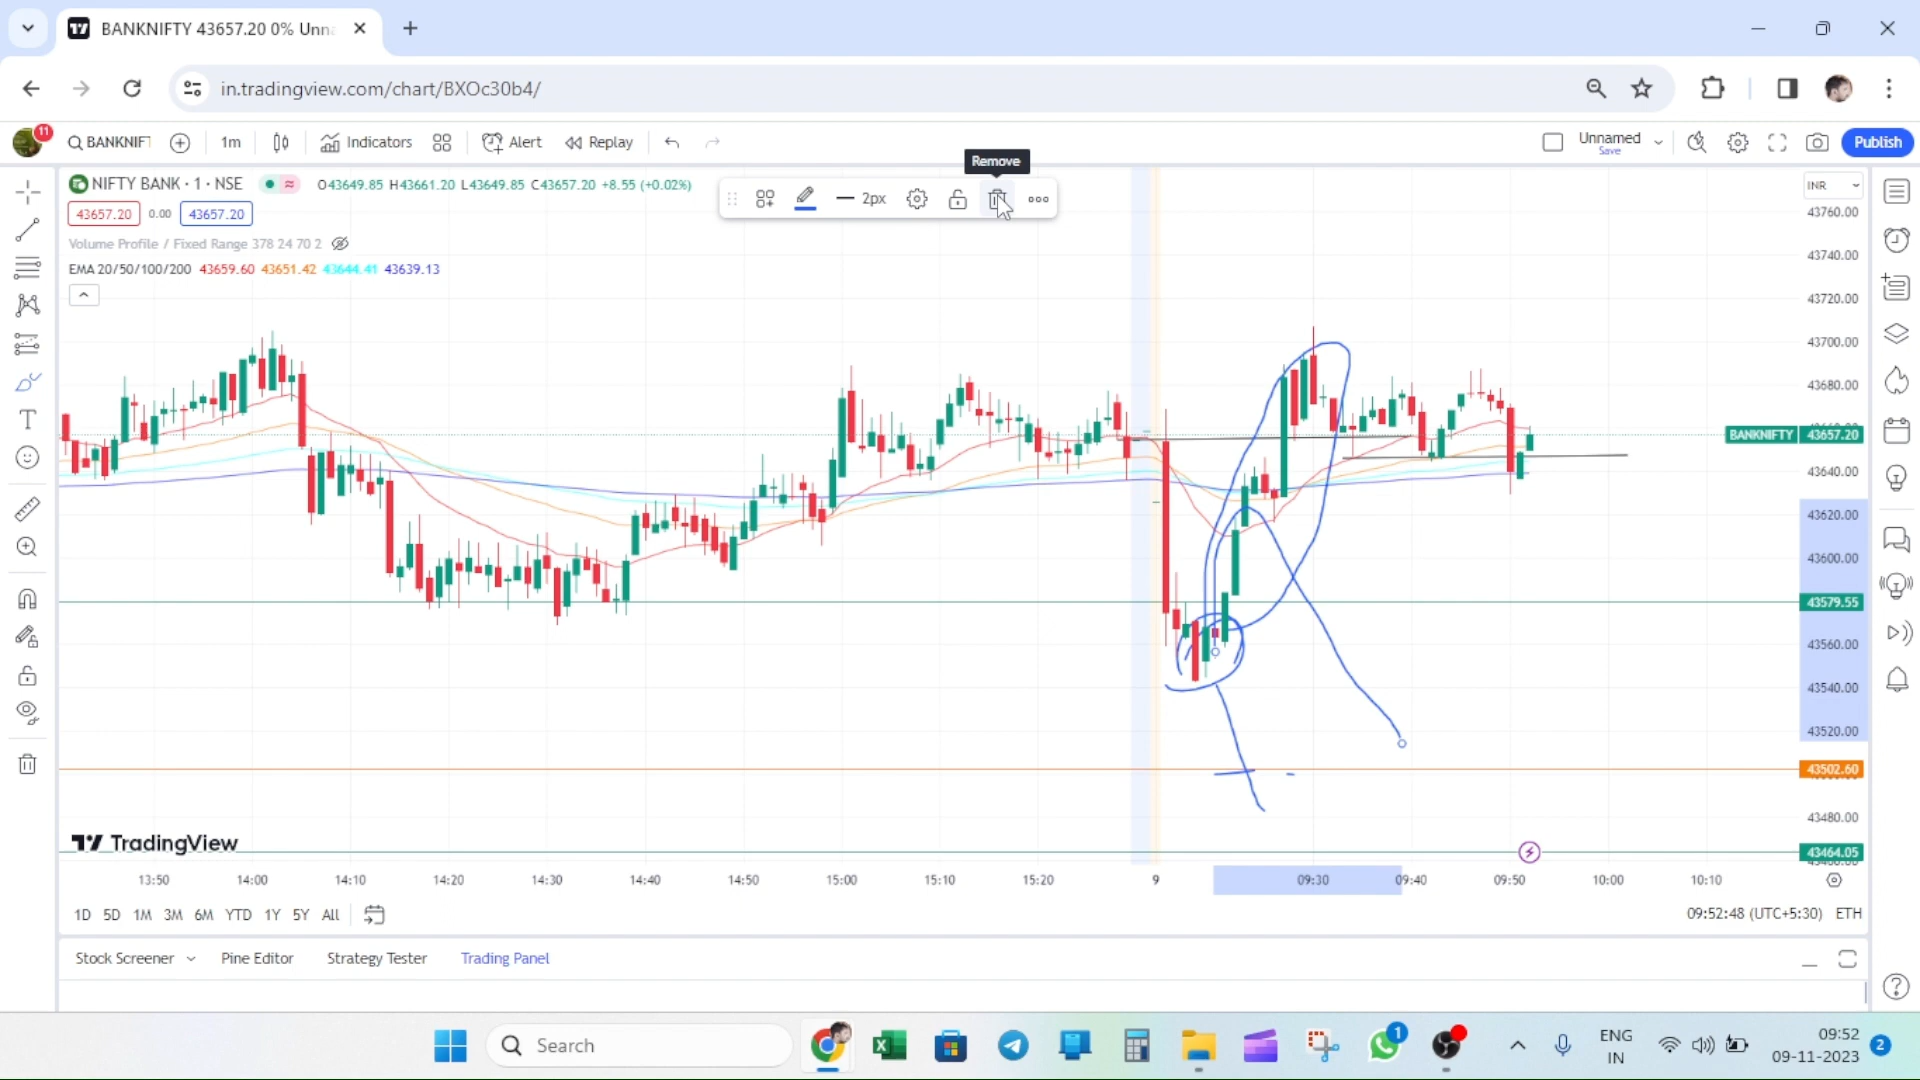 BANKNIFTY 43657.20 0% Unna
in.tradingview.com/chart/BXOc30b4/
11
BANKNIFT
1m
Indicators
Alert
Replay
Unnamed
Save
Publish
Remove
NIFTY BANK · 1 · NSE
O43649.85 H43661.20 L43649.85 C43657.20 +8.55 (+0.02%)
2px
INR
43657.20 0.00 43657.20
Volume Profile / Fixed Range 378 24 70 2
EMA 20/50/100/200 43659.60 43651.42 43644.41 43639.13
43760.00
43740.00
43720.00
43700.00
43680.00
BANKNIFTY 43657.20
43640.00
43620.00
43600.00
43579.55
43560.00
43540.00
43520.00
43502.60
43480.00
43464.05
TradingView
13:50 14:00 14:10 14:20 14:30 14:40 14:50 15:00 15:10 15:20 9 09:30 09:40 09:50 10:00 10:10
1D 5D 1M 3M 6M YTD 1Y 5Y All
09:52:48 (UTC+5:30) ETH
Stock Screener Pine Editor Strategy Tester Trading Panel
Search
1
ENG
IN
09:52
09-11-2023
2